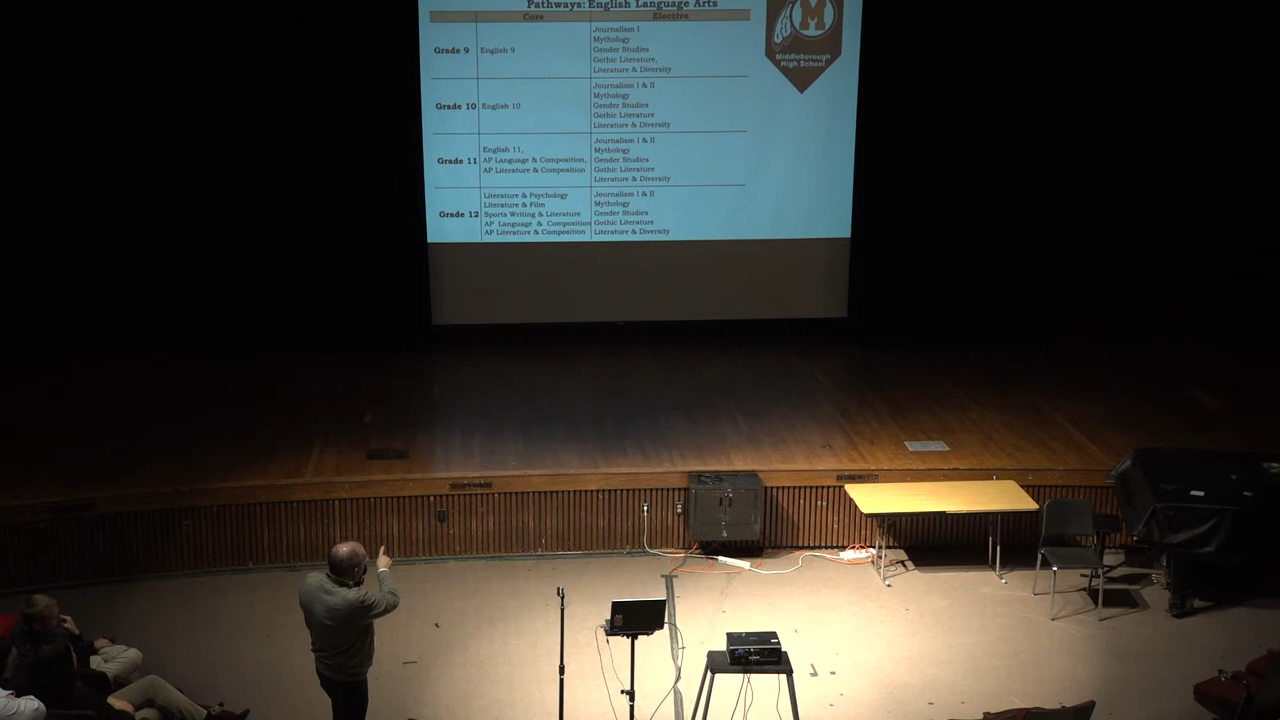 Pathways: English Language Arts
Core Elective
Grade 9 English 9 Journalism I
Mythology
Gender Studies
Gothic Literature,
Literature & Diversity
Grade 10 English 10 Journalism I & II
Mythology
Gender Studies
Gothic Literature
Literature & Diversity
Grade 11 English 11,
AP Language & Composition,
AP Literature & Composition
Journalism I & II
Mythology
Gender Studies
Gothic Literature
Literature & Diversity
Grade 12 Literature & Psychology
Literature & Film
Sports Writing & Literature
AP Language & Composition
AP Literature & Composition
Journalism I & II
Mythology
Gender Studies
Gothic Literature
Literature & Diversity
M
Middleborough
High School